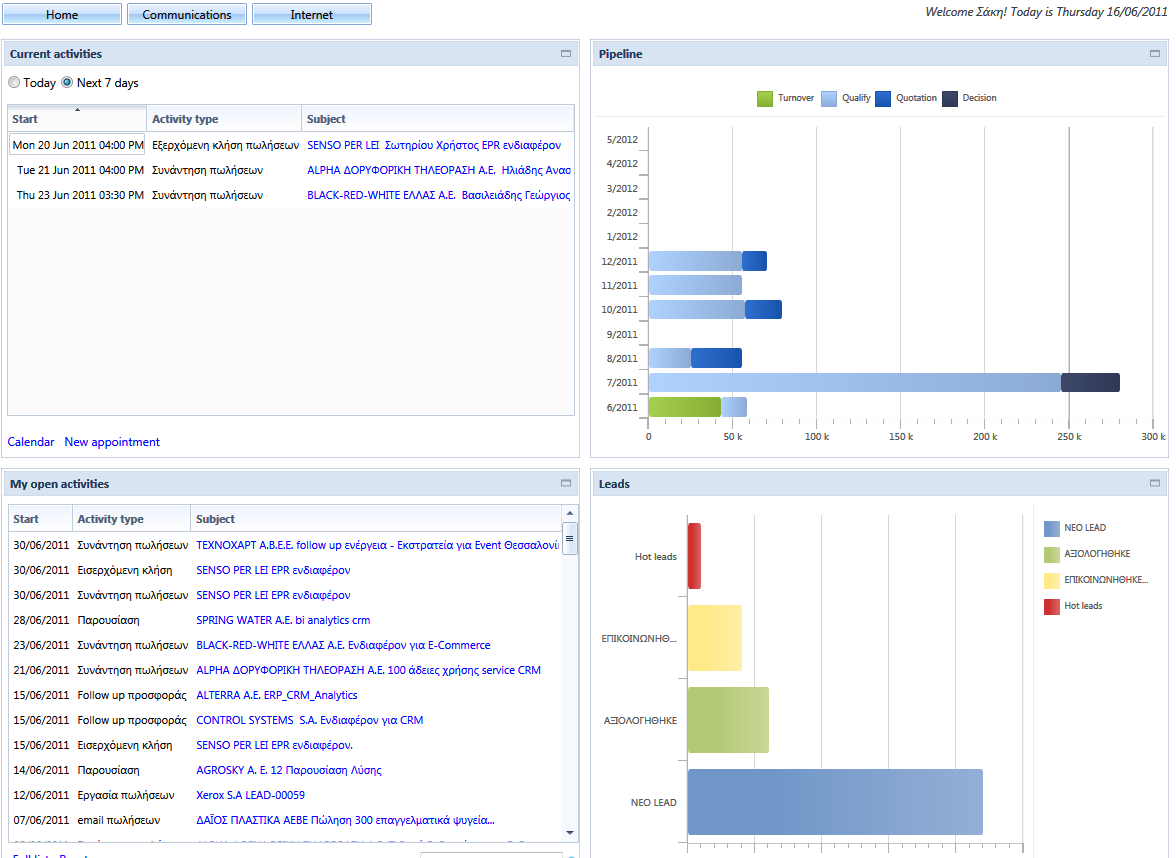 Home Communications Internet
Welcome Σάκη! Today is Thursday 16/06/2011
Current activities
Today Next 7 days
Start Activity type Subject
Mon 20 Jun 2011 04:00 PM Εξερχόμενη κλήση πωλήσεων SENSO PER LEI Σωτηρίου Χρήστος EPR ενδιαφέρον
Tue 21 Jun 2011 04:00 PM Συνάντηση πωλήσεων ALPHA ΔΟΡΥΦΟΡΙΚΗ ΤΗΛΕΟΡΑΣΗ Α.Ε. Ηλιάδης Ανασ
Thu 23 Jun 2011 03:30 PM Συνάντηση πωλήσεων BLACK-RED-WHITE ΕΛΛΑΣ Α.Ε. Βασιλειάδης Γεώργιος
Calendar New appointment
Pipeline
Turnover Qualify Quotation Decision
5/2012
4/2012
3/2012
2/2012
1/2012
12/2011
11/2011
10/2011
9/2011
8/2011
7/2011
6/2011
0 50 k 100 k 150 k 200 k 250 k 300 k
My open activities
Start Activity type Subject
30/06/2011 Συνάντηση πωλήσεων ΤΕΧΝΟΧΑΡΤ Α.Β.Ε.Ε. follow up ενέργεια - Εκστρατεία για Event Θεσσαλονί
30/06/2011 Εισερχόμενη κλήση SENSO PER LEI EPR ενδιαφέρον
30/06/2011 Συνάντηση πωλήσεων SENSO PER LEI EPR ενδιαφέρον
28/06/2011 Παρουσίαση SPRING WATER A.E. bi analytics crm
23/06/2011 Συνάντηση πωλήσεων BLACK-RED-WHITE ΕΛΛΑΣ Α.Ε. Ενδιαφέρον για E-Commerce
21/06/2011 Συνάντηση πωλήσεων ALPHA ΔΟΡΥΦΟΡΙΚΗ ΤΗΛΕΟΡΑΣΗ Α.Ε. 100 άδειες χρήσης service CRM
15/06/2011 Follow up προσφοράς ALTERRA A.E. ERP_CRM_Analytics
15/06/2011 Follow up προσφοράς CONTROL SYSTEMS S.A. Ενδιαφέρον για CRM
15/06/2011 Εισερχόμενη κλήση SENSO PER LEI EPR ενδιαφέρον.
14/06/2011 Παρουσίαση AGROSKY A. E. 12 Παρουσίαση Λύσης
12/06/2011 Εργασία πωλήσεων Xerox S.A LEAD-00059
07/06/2011 email πωλήσεων ΔΑΪΟΣ ΠΛΑΣΤΙΚΑ ΑΕΒΕ Πώληση 300 επαγγελματικά ψυγεία...
Leads
Hot leads
ΕΠΙΚΟΙΝΩΝΗΘ...
ΑΞΙΟΛΟΓΗΘΗΚΕ
ΝΕΟ LEAD
ΝΕΟ LEAD
ΑΞΙΟΛΟΓΗΘΗΚΕ
ΕΠΙΚΟΙΝΩΝΗΘΗΚΕ...
Hot leads